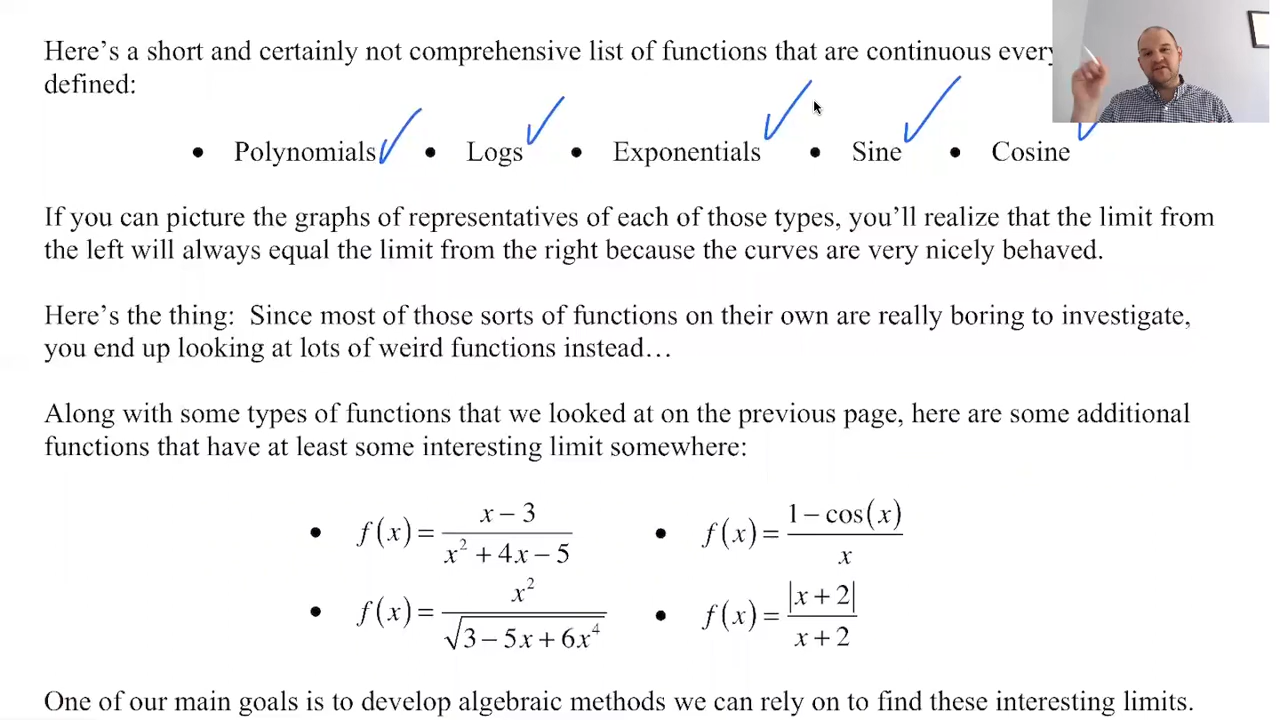 Here's a short and certainly not comprehensive list of functions that are continuous
defined:
• Polynomials • Logs • Exponentials • Sine • Cosine
If you can picture the graphs of representatives of each of those types, you'll realize that the limit from
the left will always equal the limit from the right because the curves are very nicely behaved.
Here's the thing:  Since most of those sorts of functions on their own are really boring to investigate,
you end up looking at lots of weird functions instead…
Along with some types of functions that we looked at on the previous page, here are some additional
functions that have at least some interesting limit somewhere:
• f(x) = (x − 3)/(x² + 4x − 5) • f(x) = (1 − cos(x))/x
• f(x) = x²/√(3 − 5x + 6x⁴) • f(x) = |x + 2|/(x + 2)
One of our main goals is to develop algebraic methods we can rely on to find these interesting limits.